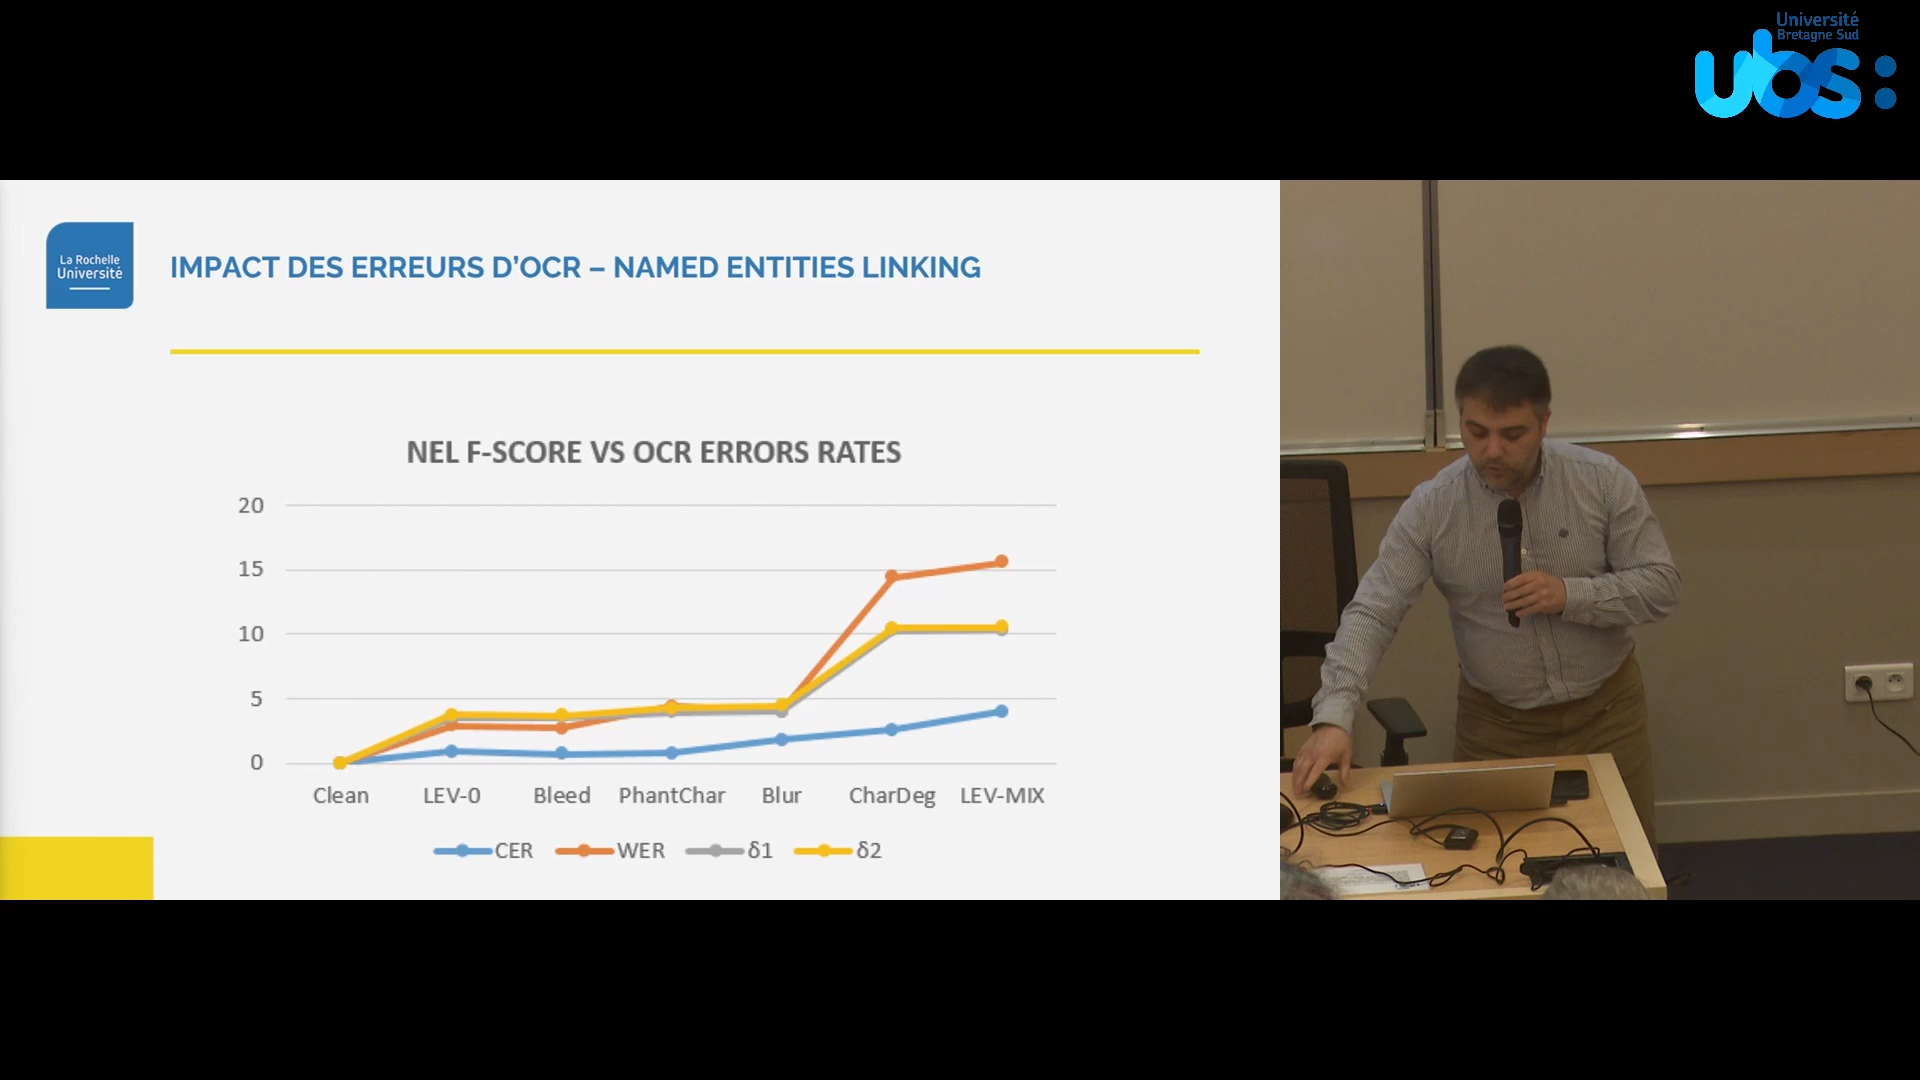 Université
Bretagne Sud
ubs:
La Rochelle
Université
IMPACT DES ERREURS D’OCR – NAMED ENTITIES LINKING
NEL F-SCORE VS OCR ERRORS RATES
20
15
10
5
0
Clean LEV-0 Bleed PhantChar Blur CharDeg LEV-MIX
CER WER δ1 δ2